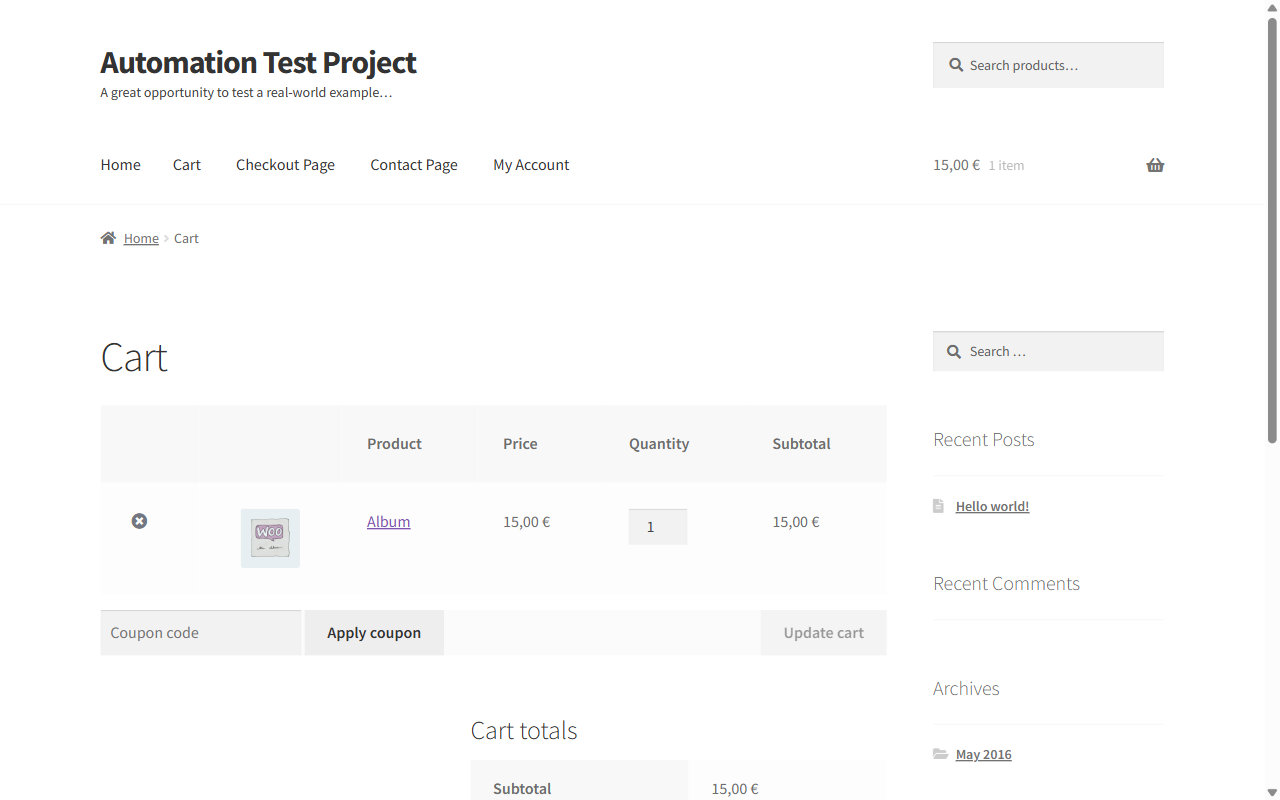 Automation Test Project
A great opportunity to test a real-world example…
Search products…
Home Cart Checkout Page Contact Page My Account
15,00 € 1 item
Home Cart
Cart
Product Price Quantity Subtotal
WOO
Album 15,00 € 1 15,00 €
Coupon code Apply coupon Update cart
Cart totals
Subtotal 15,00 €
Search …
Recent Posts
Hello world!
Recent Comments
Archives
May 2016